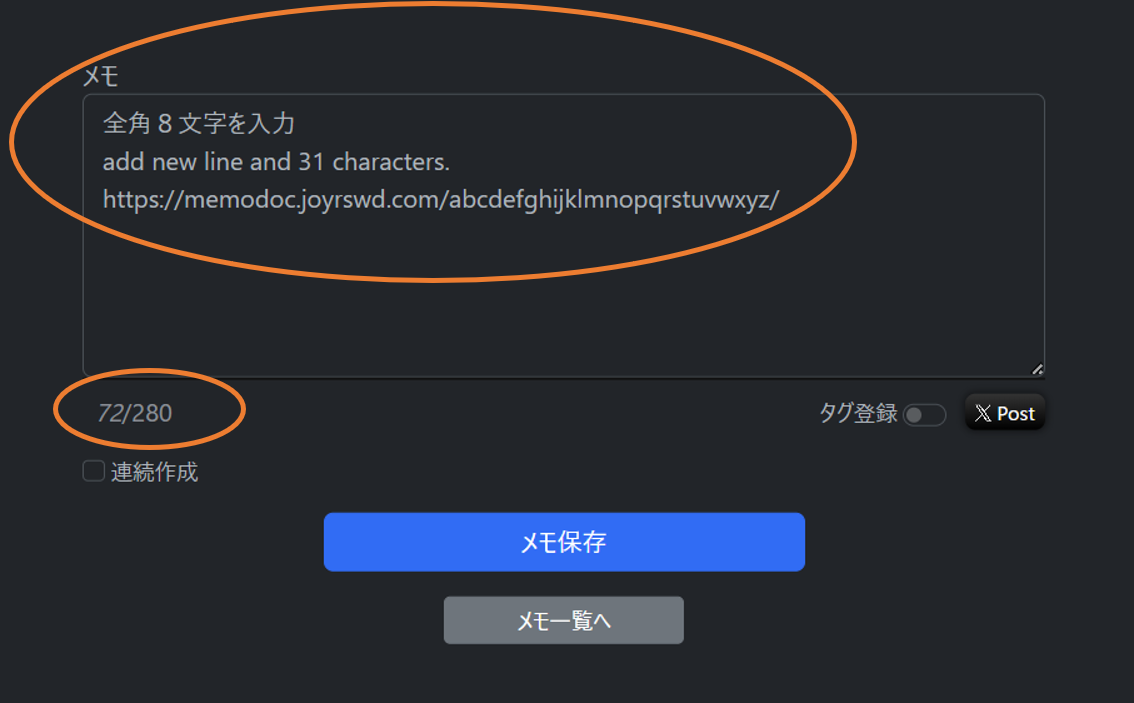 メモ
全角８文字を入力
add new line and 31 characters.
https://memodoc.joyrswd.com/abcdefghijklmnopqrstuvwxyz/
72/280
タグ登録
X Post
連続作成
メモ保存
メモ一覧へ